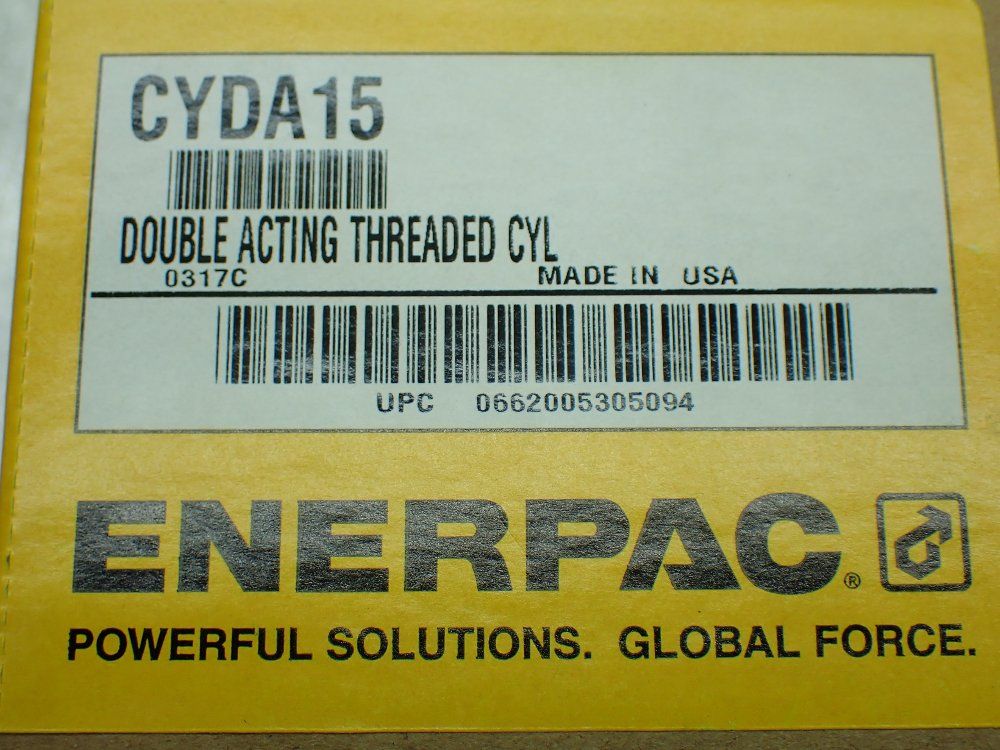 CYDA15
DOUBLE ACTING THREADED CYL
0317C MADE IN USA
UPC 0662005305094
ENERPAC®
POWERFUL SOLUTIONS. GLOBAL FORCE.